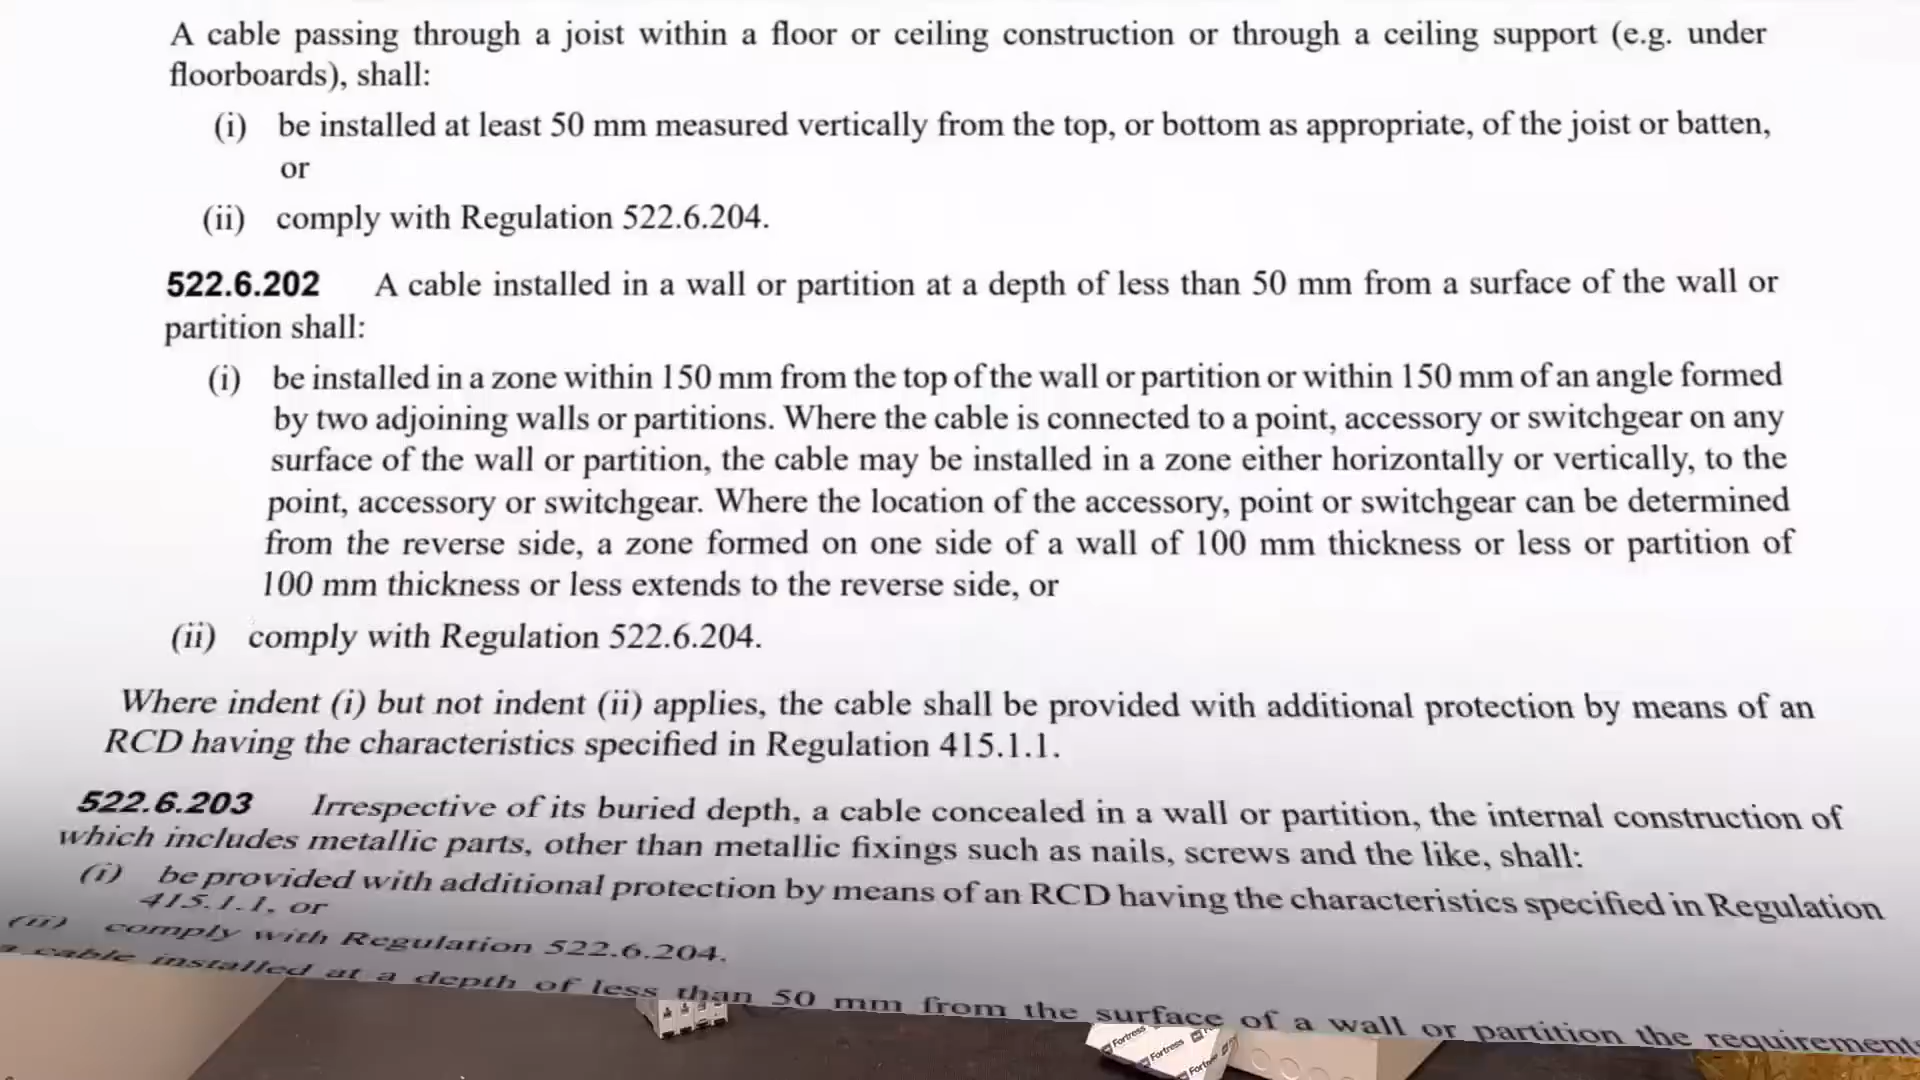 A cable passing through a joist within a floor or ceiling construction or through a ceiling support (e.g. under
floorboards), shall:
(i) be installed at least 50 mm measured vertically from the top, or bottom as appropriate, of the joist or batten,
or
(ii) comply with Regulation 522.6.204.
522.6.202 A cable installed in a wall or partition at a depth of less than 50 mm from a surface of the wall or
partition shall:
(i) be installed in a zone within 150 mm from the top of the wall or partition or within 150 mm of an angle formed
by two adjoining walls or partitions. Where the cable is connected to a point, accessory or switchgear on any
surface of the wall or partition, the cable may be installed in a zone either horizontally or vertically, to the
point, accessory or switchgear. Where the location of the accessory, point or switchgear can be determined
from the reverse side, a zone formed on one side of a wall of 100 mm thickness or less or partition of
100 mm thickness or less extends to the reverse side, or
(ii) comply with Regulation 522.6.204.
Where indent (i) but not indent (ii) applies, the cable shall be provided with additional protection by means of an
RCD having the characteristics specified in Regulation 415.1.1.
522.6.203 Irrespective of its buried depth, a cable concealed in a wall or partition, the internal construction of
which includes metallic parts, other than metallic fixings such as nails, screws and the like, shall:
(i) be provided with additional protection by means of an RCD having the characteristics specified in Regulation
415.1.1, or
(ii) comply with Regulation 522.6.204.
a cable installed at a depth of less than 50 mm from the surface of a wall or partition the requirements
Fortress
Fortress